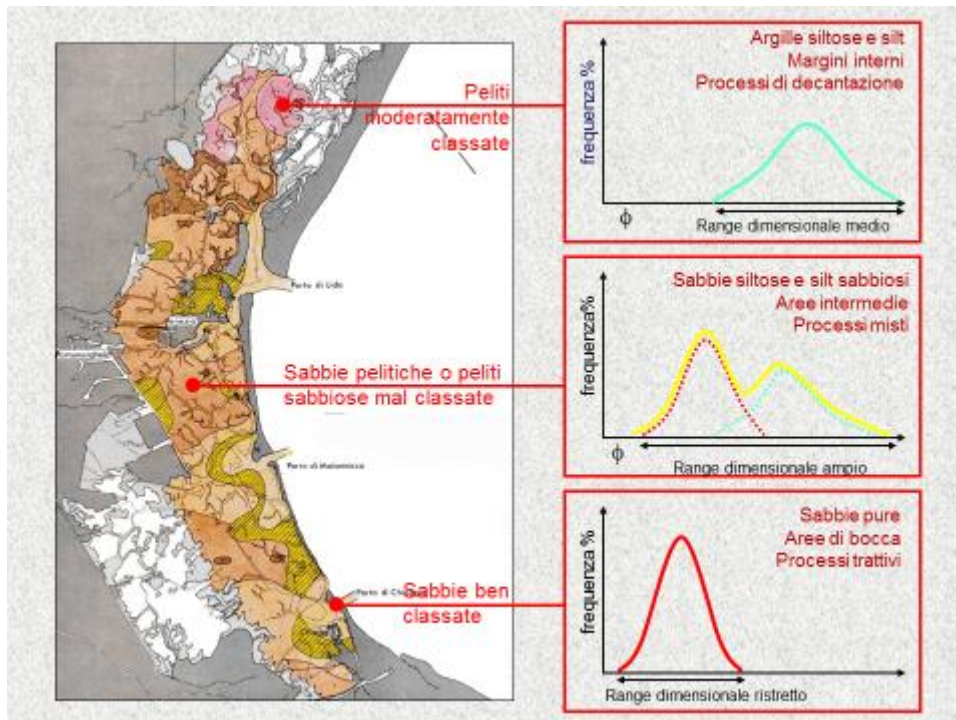 Peliti
moderatamente
classate
Porto di Lido
Sabbie pelitiche o peliti
sabbiose mal classate
Porto di Malamocco
Porto di
Sabbie ben
classate
Argille siltose e silt
Margini interni
Processi di decantazione
frequenza %
ϕ
Range dimensionale medio
Sabbie siltose e silt sabbiosi
Aree intermedie
Processi misti
frequenza%
ϕ
Range dimensionale ampio
Sabbie pure
Aree di bocca
Processi trattivi
frequenza %
Range dimensionale ristretto